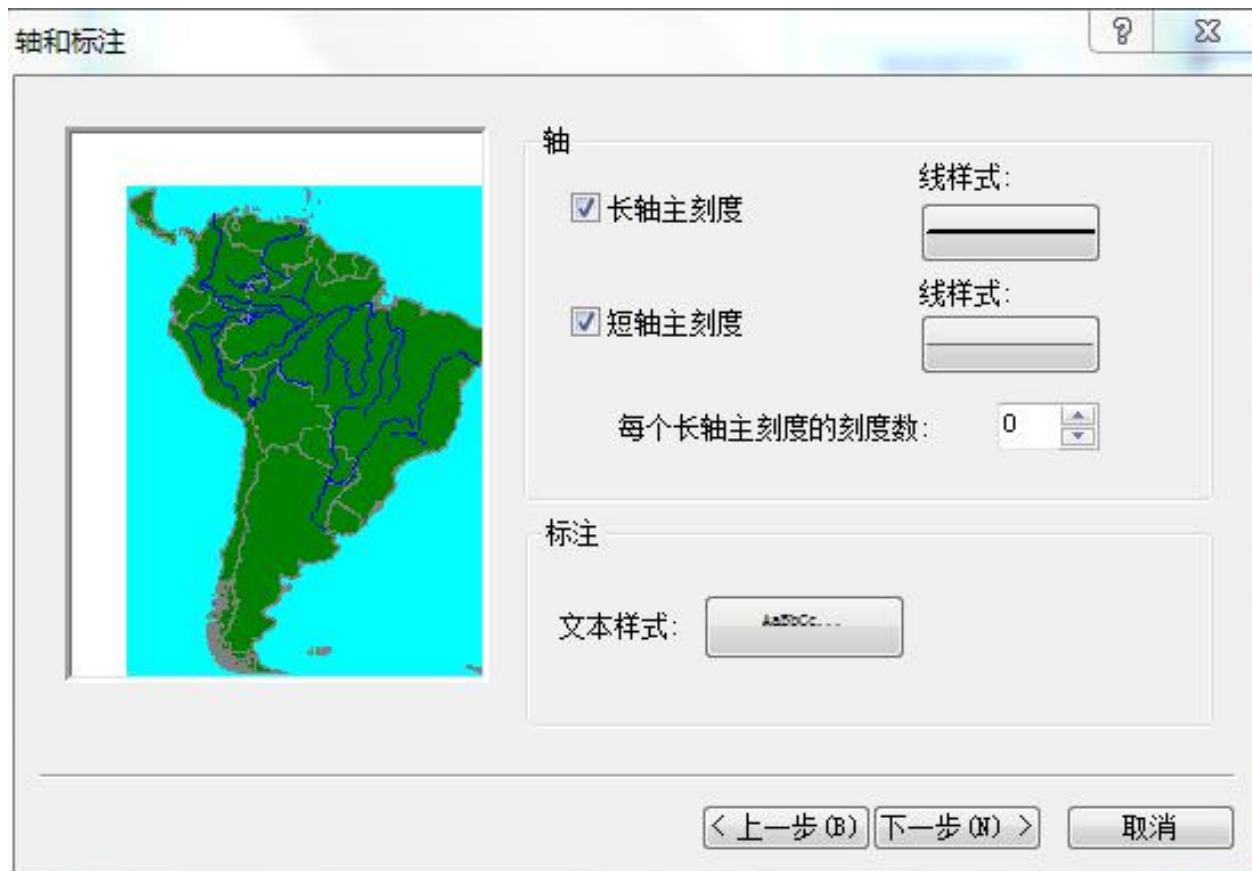 轴和标注
轴
长轴主刻度
线样式:
短轴主刻度
线样式:
每个长轴主刻度的刻度数:
0
标注
文本样式:
AaBbCc...
< 上一步(B)
下一步(N) >
取消